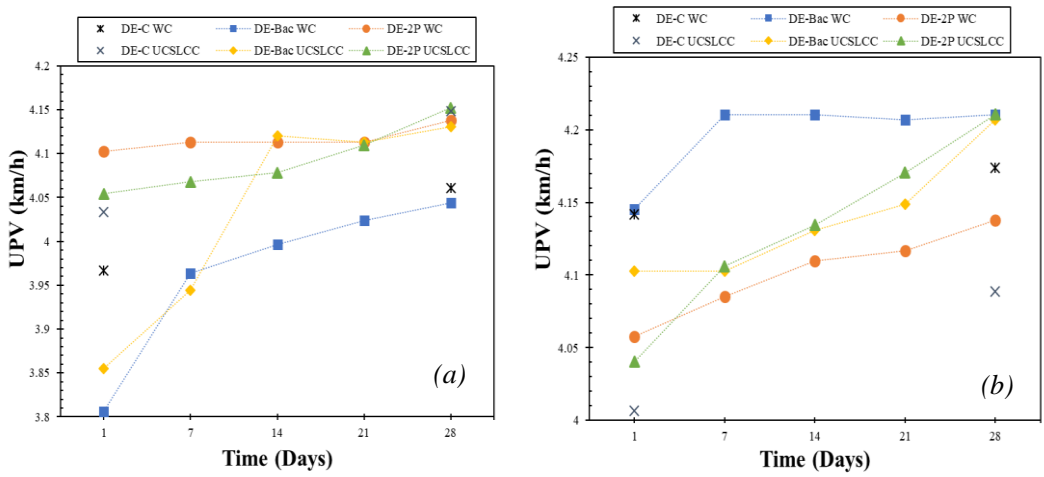 DE-C WC DE-Bac WC DE-2P WC
DE-C UCSLCC DE-Bac UCSLCC DE-2P UCSLCC
4.2
4.15
4.1
4.05
4
3.95
3.9
3.85
3.8
UPV (km/h)
1 7 14 21 28
Time (Days)
(a)
DE-C WC DE-Bac WC DE-2P WC
DE-C UCSLCC DE-Bac UCSLCC DE-2P UCSLCC
4.25
4.2
4.15
4.1
4.05
4
UPV (km/h)
1 7 14 21 28
Time (Days)
(b)